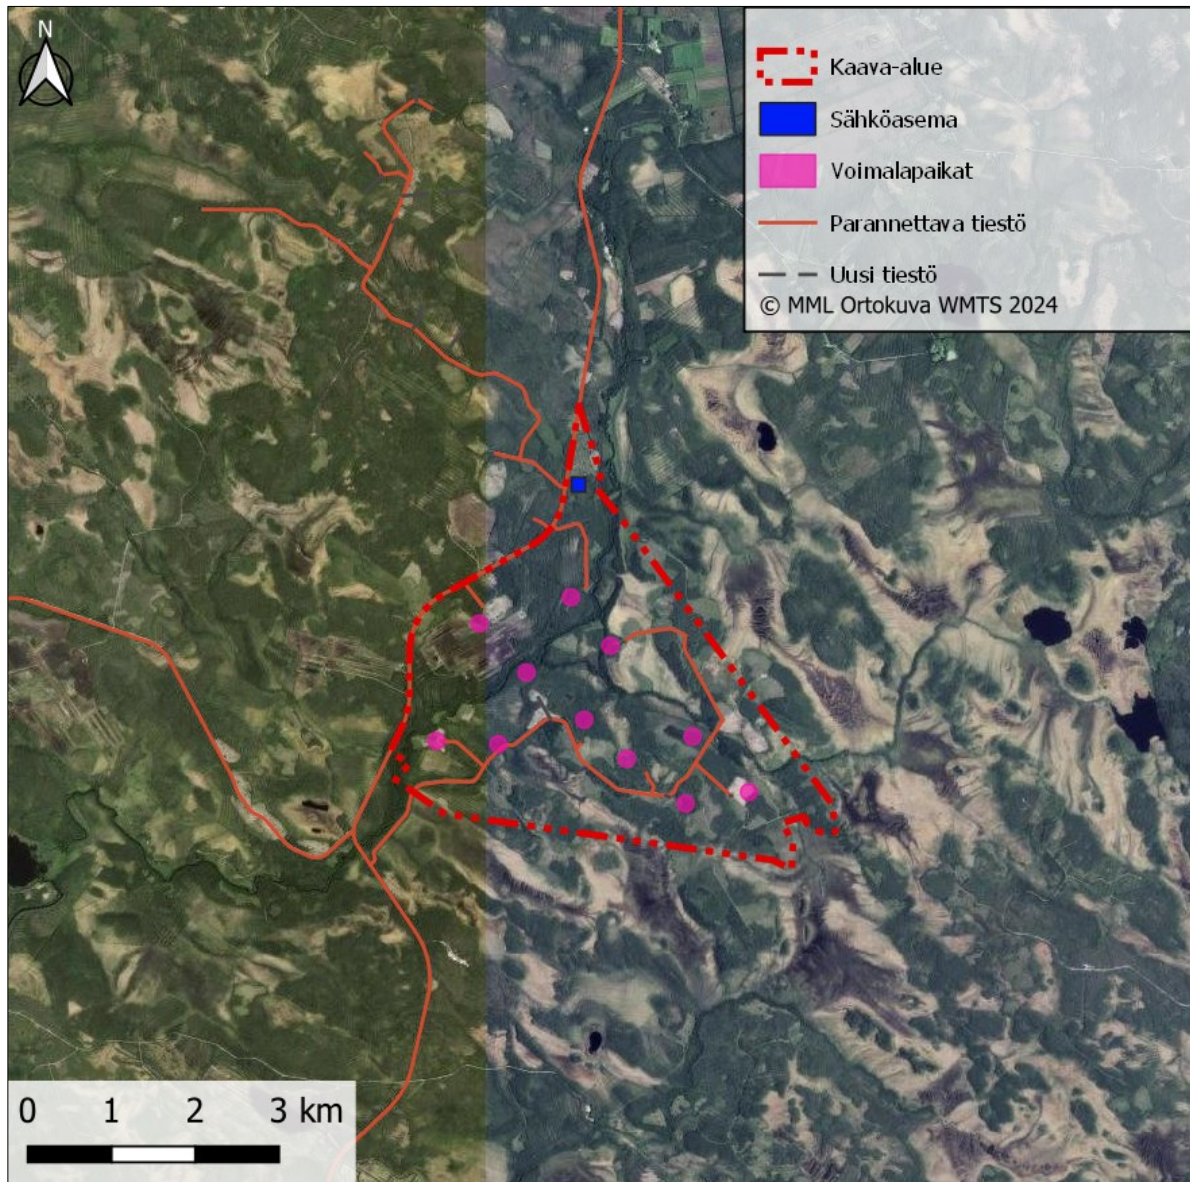 N
Kaava-alue
Sähköasema
Voimalapaikat
Parannettava tiestö
Uusi tiestö
© MML Ortokuva WMTS 2024
0 1 2 3 km